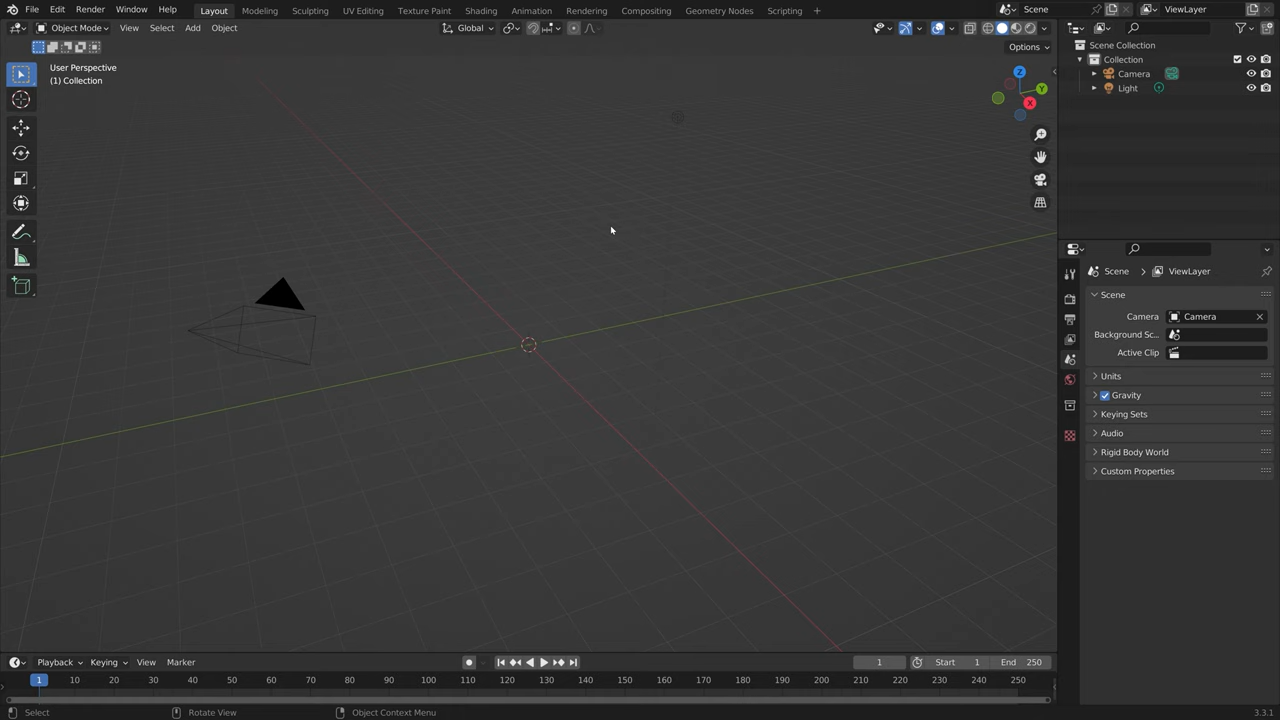 File Edit Render Window Help Layout Modeling Sculpting UV Editing Texture Paint Shading Animation Rendering Compositing Geometry Nodes Scripting + Scene ViewLayer
Object Mode View Select Add Object Global
Options
User Perspective
(1) Collection
Z
Y
X
Scene Collection
Collection
Camera
Light
Scene > ViewLayer
Scene
Camera Camera
Background Sc...
Active Clip
Units
Gravity
Keying Sets
Audio
Rigid Body World
Custom Properties
Playback Keying View Marker 1 Start 1 End 250
1 10 20 30 40 50 60 70 80 90 100 110 120 130 140 150 160 170 180 190 200 210 220 230 240 250
Select Rotate View Object Context Menu 3.3.1